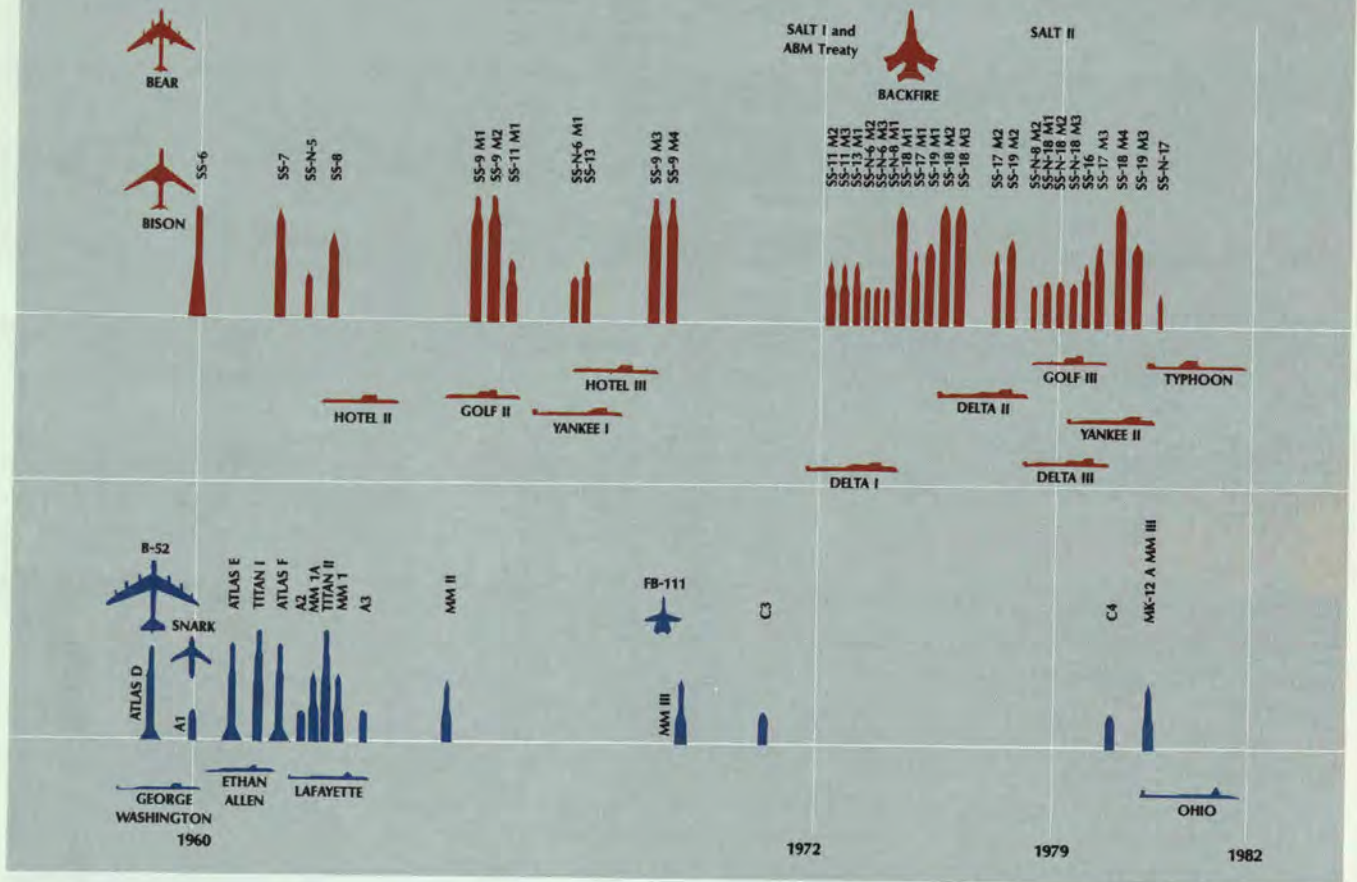 SALT I and
ABM Treaty
SALT II
BEAR
BACKFIRE
BISON
SS-6
SS-7
SS-N-5
SS-8
SS-9 M1
SS-9 M2
SS-11 M1
SS-N-6 M1
SS-13
SS-9 M3
SS-9 M4
SS-11 M2
SS-11 M3
SS-13 M1
SS-N-6 M2
SS-N-6 M3
SS-N-8 M1
SS-18 M1
SS-17 M1
SS-19 M1
SS-18 M2
SS-18 M3
SS-17 M2
SS-19 M2
SS-N-8 M2
SS-N-18 M1
SS-N-18 M2
SS-N-18 M3
SS-16
SS-17 M3
SS-18 M4
SS-19 M3
SS-N-17
HOTEL II
GOLF II
HOTEL III
YANKEE I
DELTA I
DELTA II
GOLF III
YANKEE II
DELTA III
TYPHOON
B-52
SNARK
ATLAS D
A1
ATLAS E
TITAN I
ATLAS F
A2
MM 1A
TITAN II
MM 1
A3
MM II
FB-111
MM III
C3
C4
MK-12 A MM III
GEORGE
WASHINGTON
ETHAN
ALLEN
LAFAYETTE
OHIO
1960
1972
1979
1982